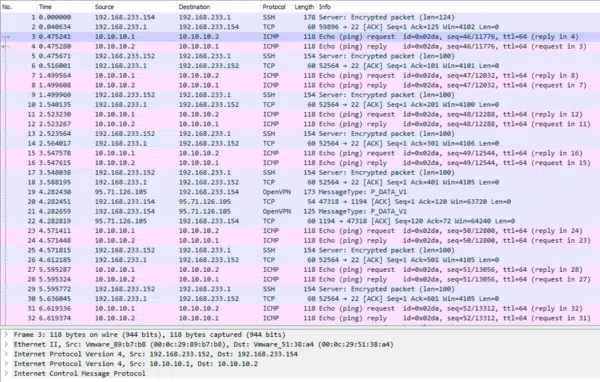 No. Time Source Destination Protocol Length Info
1 0.000000 192.168.233.154 192.168.233.1 SSH 178 Server: Encrypted packet (len=124)
2 0.040634 192.168.233.1 192.168.233.154 TCP 60 59896 → 22 [ACK] Seq=1 Ack=125 Win=4102 Len=0
3 0.475241 10.10.10.1 10.10.10.2 ICMP 118 Echo (ping) request id=0x02da, seq=46/11776, ttl=64 (reply in 4)
4 0.475280 10.10.10.2 10.10.10.1 ICMP 118 Echo (ping) reply id=0x02da, seq=46/11776, ttl=64 (request in 3)
5 0.475671 192.168.233.152 192.168.233.1 SSH 154 Server: Encrypted packet (len=100)
6 0.516001 192.168.233.1 192.168.233.152 TCP 60 52564 → 22 [ACK] Seq=1 Ack=101 Win=4101 Len=0
7 1.499564 10.10.10.1 10.10.10.2 ICMP 118 Echo (ping) request id=0x02da, seq=47/12032, ttl=64 (reply in 8)
8 1.499608 10.10.10.2 10.10.10.1 ICMP 118 Echo (ping) reply id=0x02da, seq=47/12032, ttl=64 (request in 7)
9 1.499960 192.168.233.152 192.168.233.1 SSH 154 Server: Encrypted packet (len=100)
10 1.540135 192.168.233.1 192.168.233.152 TCP 60 52564 → 22 [ACK] Seq=1 Ack=201 Win=4100 Len=0
11 2.523230 10.10.10.1 10.10.10.2 ICMP 118 Echo (ping) request id=0x02da, seq=48/12288, ttl=64 (reply in 12)
12 2.523267 10.10.10.2 10.10.10.1 ICMP 118 Echo (ping) reply id=0x02da, seq=48/12288, ttl=64 (request in 11)
13 2.523564 192.168.233.152 192.168.233.1 SSH 154 Server: Encrypted packet (len=100)
14 2.564017 192.168.233.1 192.168.233.152 TCP 60 52564 → 22 [ACK] Seq=1 Ack=301 Win=4106 Len=0
15 3.547578 10.10.10.1 10.10.10.2 ICMP 118 Echo (ping) request id=0x02da, seq=49/12544, ttl=64 (reply in 16)
16 3.547615 10.10.10.2 10.10.10.1 ICMP 118 Echo (ping) reply id=0x02da, seq=49/12544, ttl=64 (request in 15)
17 3.548038 192.168.233.152 192.168.233.1 SSH 154 Server: Encrypted packet (len=100)
18 3.588195 192.168.233.1 192.168.233.152 TCP 60 52564 → 22 [ACK] Seq=1 Ack=401 Win=4105 Len=0
19 4.282430 95.71.126.105 192.168.233.154 OpenVPN 173 MessageType: P_DATA_V1
20 4.282451 192.168.233.154 95.71.126.105 TCP 54 47318 → 1194 [ACK] Seq=1 Ack=120 Win=63720 Len=0
21 4.282659 192.168.233.154 95.71.126.105 OpenVPN 125 MessageType: P_DATA_V1
22 4.282819 95.71.126.105 192.168.233.154 TCP 60 1194 → 47318 [ACK] Seq=120 Ack=72 Win=64240 Len=0
23 4.571411 10.10.10.1 10.10.10.2 ICMP 118 Echo (ping) request id=0x02da, seq=50/12800, ttl=64 (reply in 24)
24 4.571448 10.10.10.2 10.10.10.1 ICMP 118 Echo (ping) reply id=0x02da, seq=50/12800, ttl=64 (request in 23)
25 4.571815 192.168.233.152 192.168.233.1 SSH 154 Server: Encrypted packet (len=100)
26 4.612185 192.168.233.1 192.168.233.152 TCP 60 52564 → 22 [ACK] Seq=1 Ack=501 Win=4105 Len=0
27 5.595287 10.10.10.1 10.10.10.2 ICMP 118 Echo (ping) request id=0x02da, seq=51/13056, ttl=64 (reply in 28)
28 5.595324 10.10.10.2 10.10.10.1 ICMP 118 Echo (ping) reply id=0x02da, seq=51/13056, ttl=64 (request in 27)
29 5.595772 192.168.233.152 192.168.233.1 SSH 154 Server: Encrypted packet (len=100)
30 5.636045 192.168.233.1 192.168.233.152 TCP 60 52564 → 22 [ACK] Seq=1 Ack=601 Win=4105 Len=0
31 6.619336 10.10.10.1 10.10.10.2 ICMP 118 Echo (ping) request id=0x02da, seq=52/13312, ttl=64 (reply in 32)
32 6.619374 10.10.10.2 10.10.10.1 ICMP 118 Echo (ping) reply id=0x02da, seq=52/13312, ttl=64 (request in 31)
Frame 3: 118 bytes on wire (944 bits), 118 bytes captured (944 bits)
Ethernet II, Src: Vmware_89:b7:b8 (00:0c:29:89:b7:b8), Dst: Vmware_51:38:a4 (00:0c:29:51:38:a4)
Internet Protocol Version 4, Src: 192.168.233.152, Dst: 192.168.233.154
Internet Protocol Version 4, Src: 10.10.10.1, Dst: 10.10.10.2
Internet Control Message Protocol